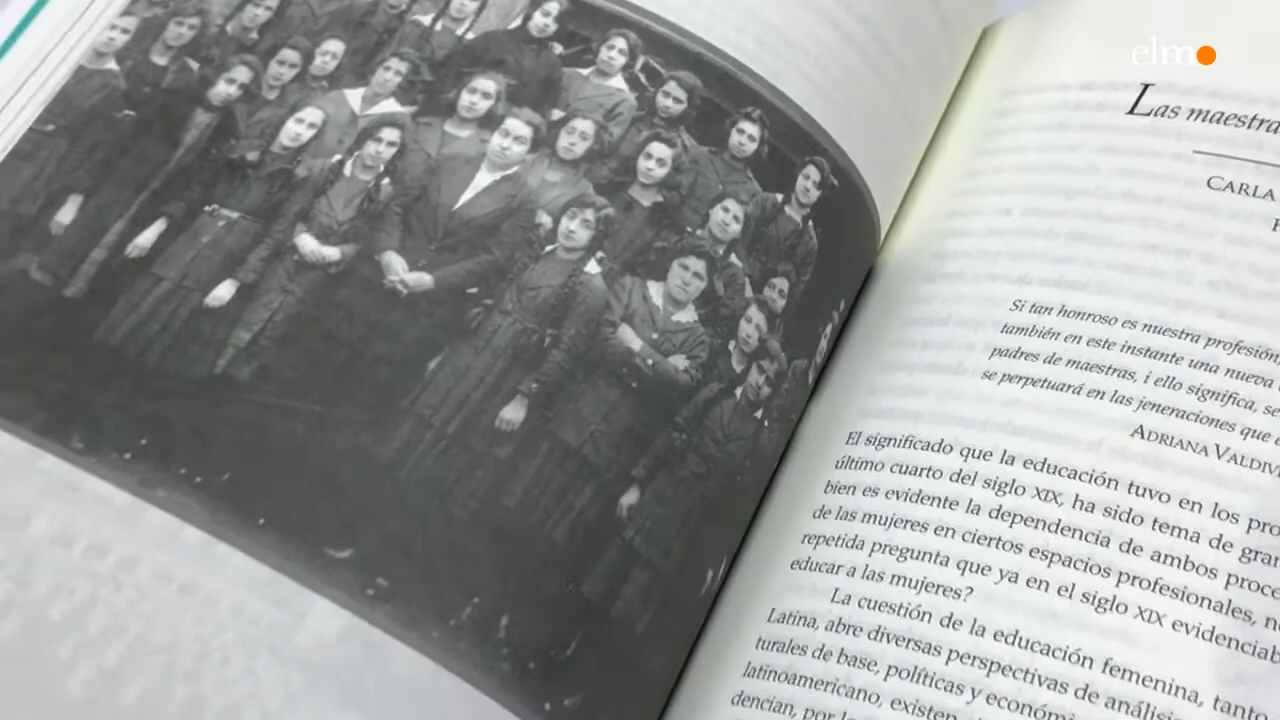 elmo
Las maestra
CARLA
Si tan honroso es nuestra profesión,
también en este instante una nueva
padres de maestras, i ello significa, se
se perpetuará en las jeneraciones que
ADRIANA VALDIV
El significado que la educación tuvo en los pro
último cuarto del siglo XIX, ha sido tema de gran
bien es evidente la dependencia de ambos proce
de las mujeres en ciertos espacios profesionales, n
repetida pregunta que ya en el siglo XIX evidenciab
educar a las mujeres?
La cuestión de la educación femenina, tanto
Latina, abre diversas perspectivas de análisi
turales de base, políticas y económi
latinoamericano, existen
dencian, por l